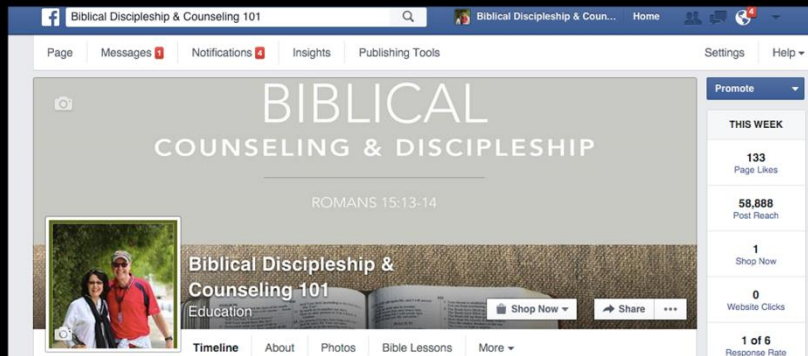 Biblical Discipleship & Counseling 101
Biblical Discipleship & Coun...
Home
4
Page
Messages 1
Notifications 4
Insights
Publishing Tools
Settings
Help
BIBLICAL
COUNSELING & DISCIPLESHIP
ROMANS 15:13-14
Biblical Discipleship &
Counseling 101
Education
Shop Now
Share
Timeline
About
Photos
Bible Lessons
More
Promote
THIS WEEK
133
Page Likes
58,888
Post Reach
1
Shop Now
0
Website Clicks
1 of 6
Response Rate